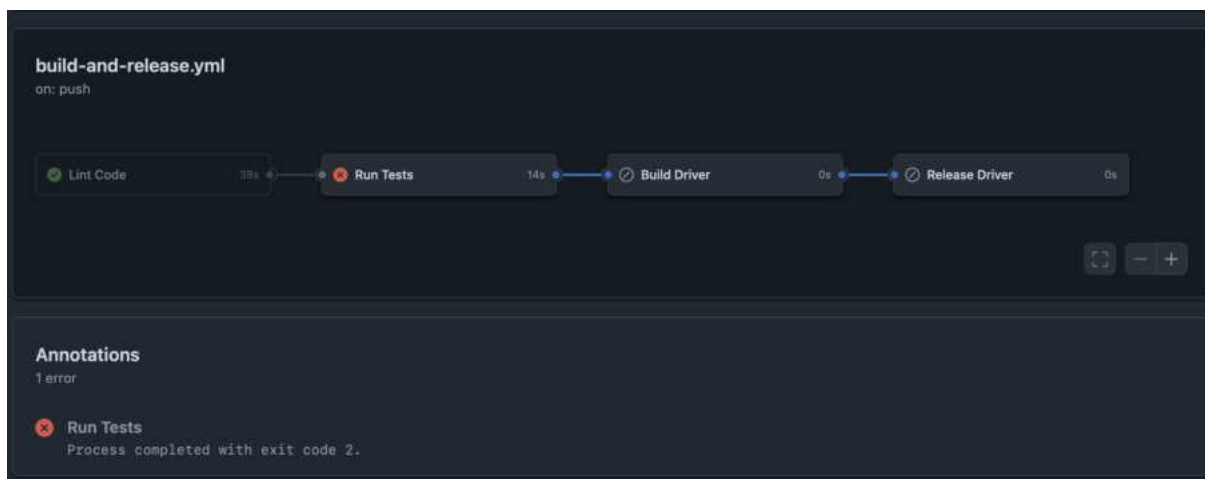 build-and-release.yml
on: push
Lint Code 38s
Run Tests 14s
Build Driver 0s
Release Driver 0s
Annotations
1 error
Run Tests
Process completed with exit code 2.